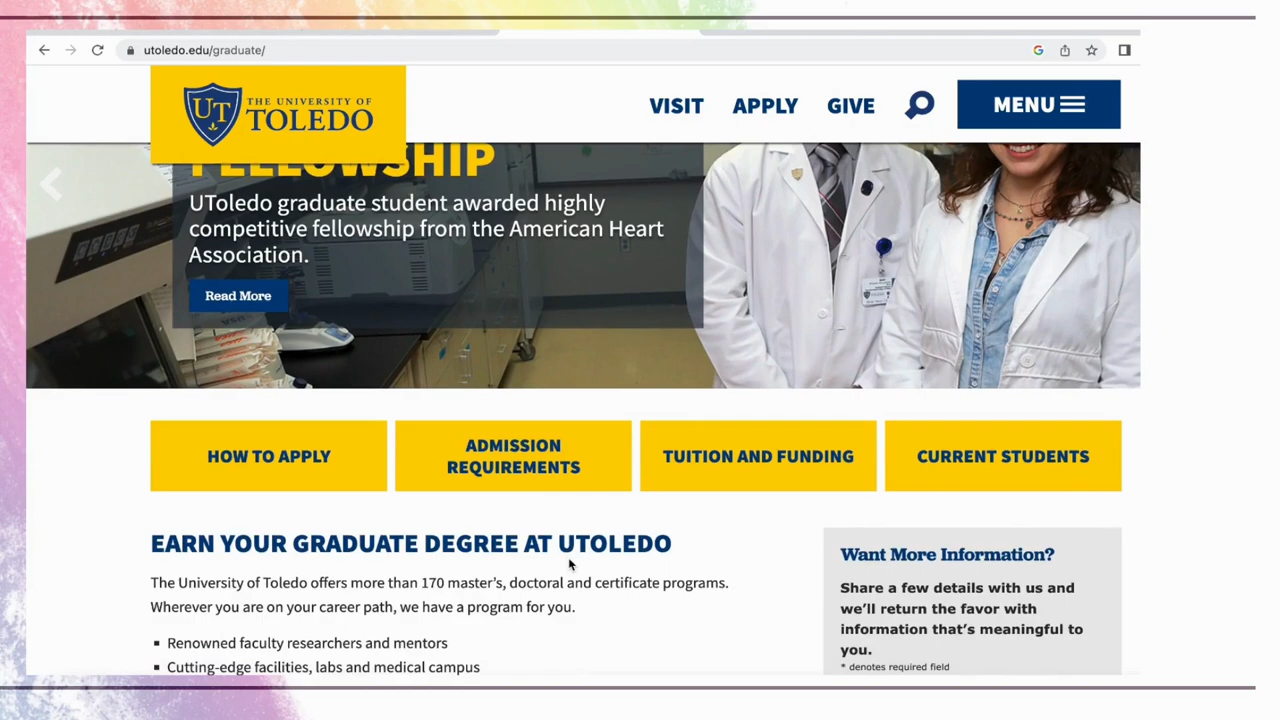 utoledo.edu/graduate/
UT THE UNIVERSITY OF
TOLEDO
VISIT APPLY GIVE MENU
FELLOWSHIP
UToledo graduate student awarded highly
competitive fellowship from the American Heart
Association.
Read More
HOW TO APPLY
ADMISSION
REQUIREMENTS
TUITION AND FUNDING
CURRENT STUDENTS
EARN YOUR GRADUATE DEGREE AT UTOLEDO
The University of Toledo offers more than 170 master's, doctoral and certificate programs.
Wherever you are on your career path, we have a program for you.
▪ Renowned faculty researchers and mentors
▪ Cutting-edge facilities, labs and medical campus
Want More Information?
Share a few details with us and
we'll return the favor with
information that's meaningful to
you.
* denotes required field